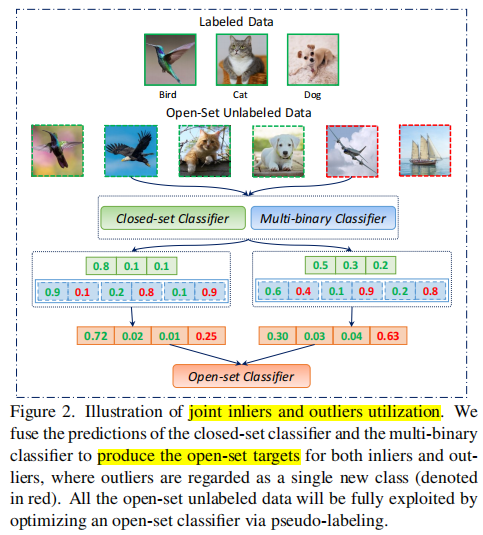 Labeled Data
Bird Cat Dog
Open-Set Unlabeled Data
Closed-set Classifier Multi-binary Classifier
0.8 0.1 0.1 0.5 0.3 0.2
0.9 0.1 0.2 0.8 0.1 0.9 0.6 0.4 0.1 0.9 0.2 0.8
0.72 0.02 0.01 0.25 0.30 0.03 0.04 0.63
Open-set Classifier
Figure 2. Illustration of joint inliers and outliers utilization. We
fuse the predictions of the closed-set classifier and the multi-binary
classifier to produce the open-set targets for both inliers and out-
liers, where outliers are regarded as a single new class (denoted
in red). All the open-set unlabeled data will be fully exploited by
optimizing an open-set classifier via pseudo-labeling.